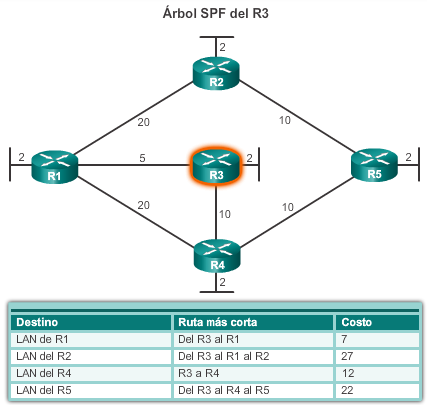 Árbol SPF del R3
2
R2
20
10
2
5
2
2
R1
R3
R5
20
10
10
R4
2
Destino Ruta más corta Costo
LAN de R1 Del R3 al R1 7
LAN del R2 Del R3 al R1 al R2 27
LAN del R4 R3 a R4 12
LAN del R5 Del R3 al R4 al R5 22